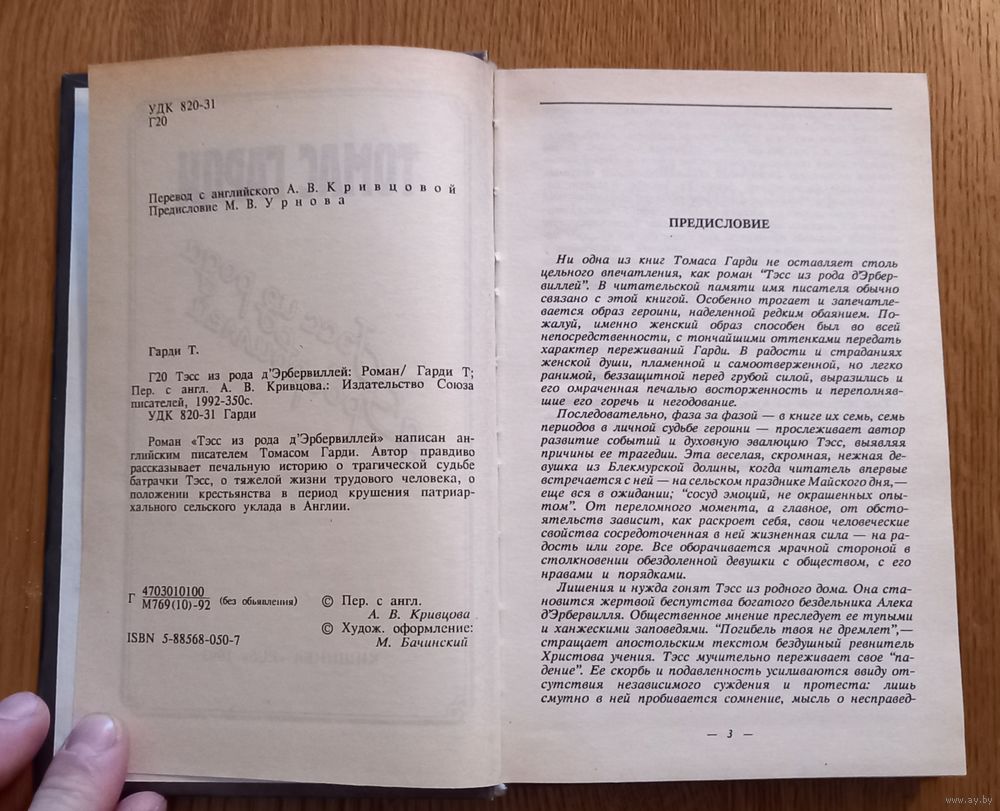 УДК 820-31
Г20
Перевод с английского А. В. Кривцовой
Предисловие М. В. Урнова
Гарди Т.
Г20 Тэсс из рода д'Эрбервиллей: Роман/ Гарди Т;
Пер. с англ. А. В. Кривцова.: Издательство Союза
писателей, 1992-350с.
УДК 820-31 Гарди
Роман «Тэсс из рода д'Эрбервиллей» написан ан-
глийским писателем Томасом Гарди. Автор правдиво
рассказывает печальную историю о трагической судьбе
батрачки Тэсс, о тяжелой жизни трудового человека, о
положении крестьянства в период крушения патриар-
хального сельского уклада в Англии.
Г 4703010100
М769(10)-92 (без объявления)
© Пер. с англ.
А. В. Кривцова
© Худож. оформление:
М. Бачинский
ISBN 5-88568-050-7
ПРЕДИСЛОВИЕ
Ни одна из книг Томаса Гарди не оставляет столь
цельного впечатления, как роман "Тэсс из рода д'Эрбер-
виллей". В читательской памяти имя писателя обычно
связано с этой книгой. Особенно трогает и запечатле-
вается образ героини, наделенной редким обаянием. По-
жалуй, именно женский образ способен был во всей
непосредственности, с тончайшими оттенками передать
характер переживаний Гарди. В радости и страданиях
женской души, пламенной и самоотверженной, но легко
ранимой, беззащитной перед грубой силой, выразились и
его омраченная печалью восторженность и переполняв-
шие его горечь и негодование.
Последовательно, фаза за фазой — в книге их семь, семь
периодов в личной судьбе героини — прослеживает автор
развитие событий и духовную эвалюцию Тэсс, выявляя
причины ее трагедии. Эта веселая, скромная, нежная де-
вушка из Блекмурской долины, когда читатель впервые
встречается с ней — на сельском празднике Майского дня,—
еще вся в ожидании; "сосуд эмоций, не окрашенных опы-
том". От переломного момента, а главное, от обсто-
ятельств зависит, как раскроет себя, свои человеческие
свойства сосредоточенная в ней жизненная сила — на ра-
дость или горе. Все оборачивается мрачной стороной в
столкновении обездоленной девушки с обществом, с его
нравами и порядками.
Лишения и нужда гонят Тэсс из родного дома. Она ста-
новится жертвой беспутства богатого бездельника Алека
д'Эрбервилля. Общественное мнение преследует ее тупыми
и ханжескими заповедями. "Погибель твоя не дремлет",—
стращает апостольским текстом бездушный ревнитель
Христова учения. Тэсс мучительно переживает свое "па-
дение". Ее скорбь и подавленность усиливаются ввиду от-
сутствия независимого суждения и протеста: лишь
смутно в ней пробивается сомнение, мысль о несправед-
— 3 —
www.ay.by